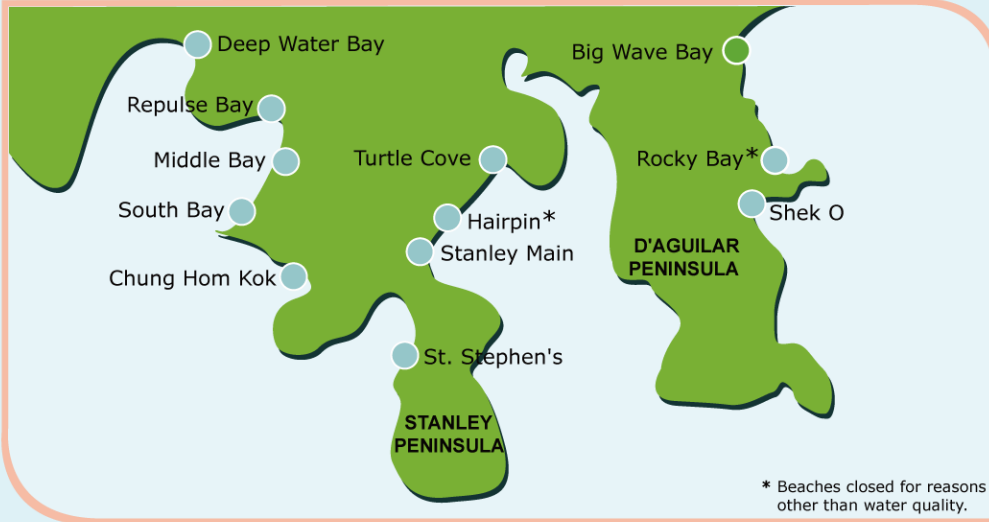 Deep Water Bay
Big Wave Bay
Repulse Bay
Middle Bay
Turtle Cove
Rocky Bay*
South Bay
Hairpin*
Shek O
Stanley Main
D'AGUILAR
PENINSULA
Chung Hom Kok
St. Stephen's
STANLEY
PENINSULA
* Beaches closed for reasons
other than water quality.